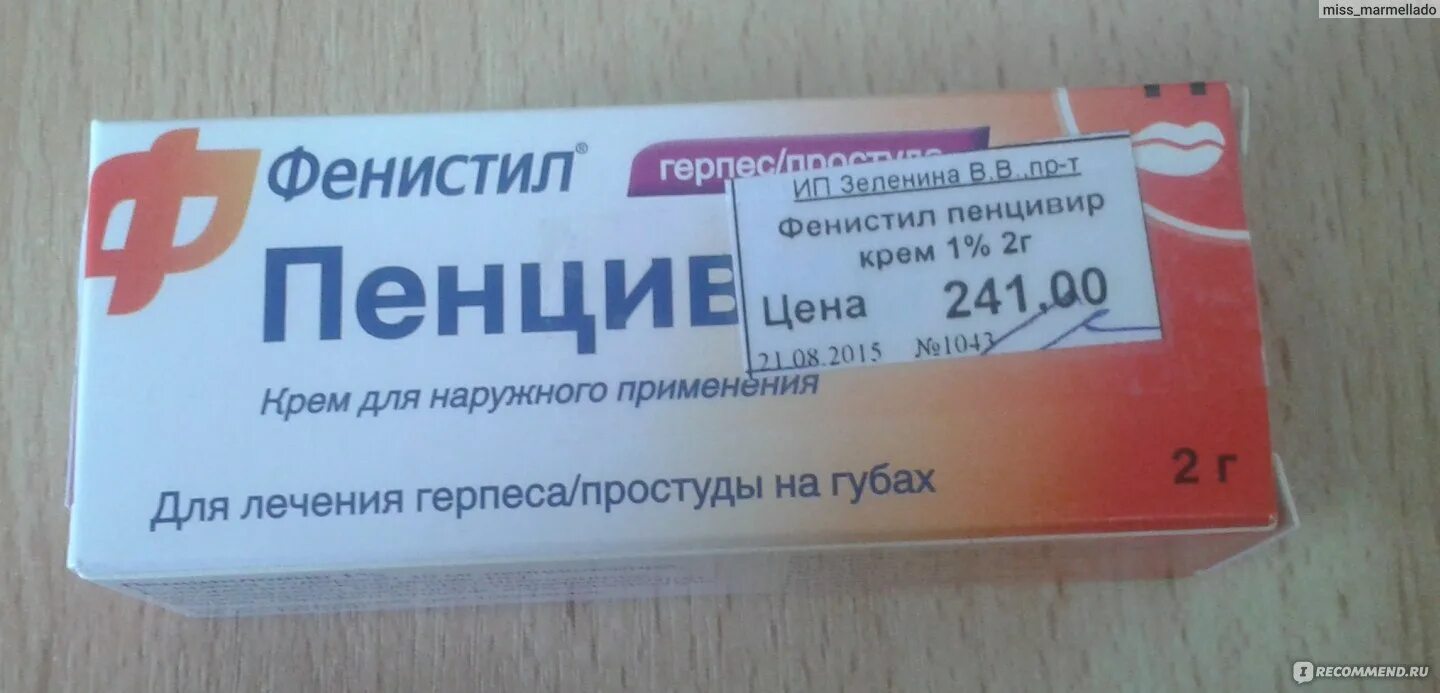 miss_marmellado
Фенистил®
герпес/простуда
Пенцив
Крем для наружного применения
Для лечения герпеса/простуды на губах
2 г
ИП Зеленина В.В.,пр-т
Фенистил пенцивир
крем 1% 2г
Цена 241,00
21.08.2015 №1043
IRECOMMEND.RU